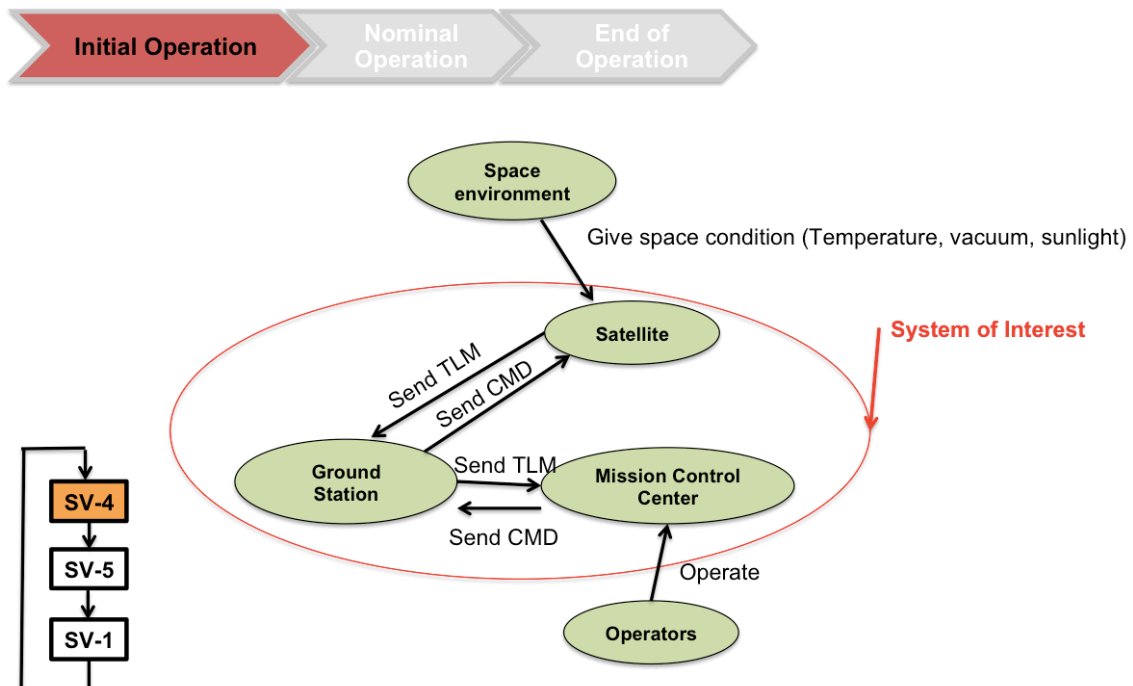 Initial Operation
Nominal
Operation
End of
Operation
Space
environment
Give space condition (Temperature, vacuum, sunlight)
Satellite
System of Interest
Send TLM
Send CMD
Ground
Station
Send TLM
Mission Control
Center
Send CMD
SV-4
SV-5
Operate
SV-1
Operators